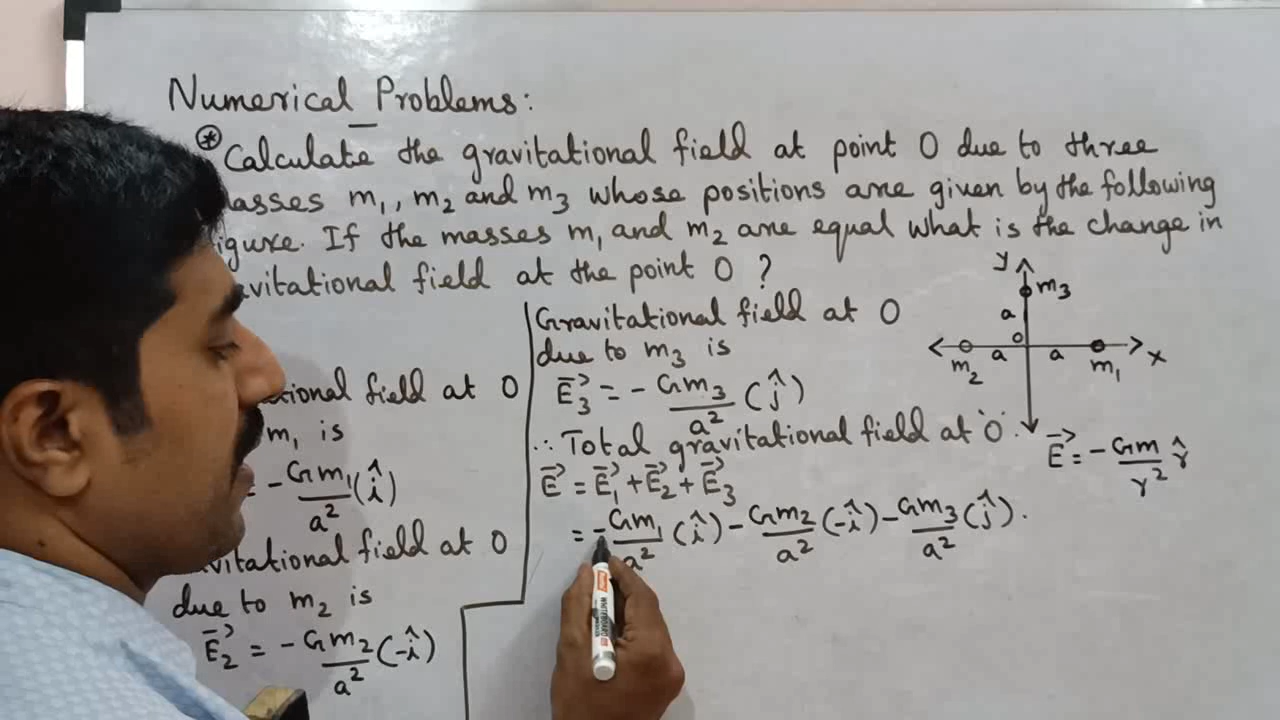 Numerical Problems:
* Calculate the gravitational field at point O due to three
masses m₁, m₂ and m₃ whose positions are given by the following
figure. If the masses m₁ and m₂ are equal what is the change in
gravitational field at the point O ?
field at O
m₁ is
= -Gm₁/a² (î)
field at O
due to m₂ is
E⃗₂ = -Gm₂/a² (-î)
Gravitational field at O
due to m₃ is
E⃗₃ = -Gm₃/a² (ĵ)
∴ Total gravitational field at 'O'.
E⃗ = E⃗₁ + E⃗₂ + E⃗₃
= -Gm₁/a² (î) - Gm₂/a² (-î) - Gm₃/a² (ĵ).
y
m₃
a
O
a
a
x
m₂
m₁
E⃗ = -Gm/r² r̂
WHITEBOARD